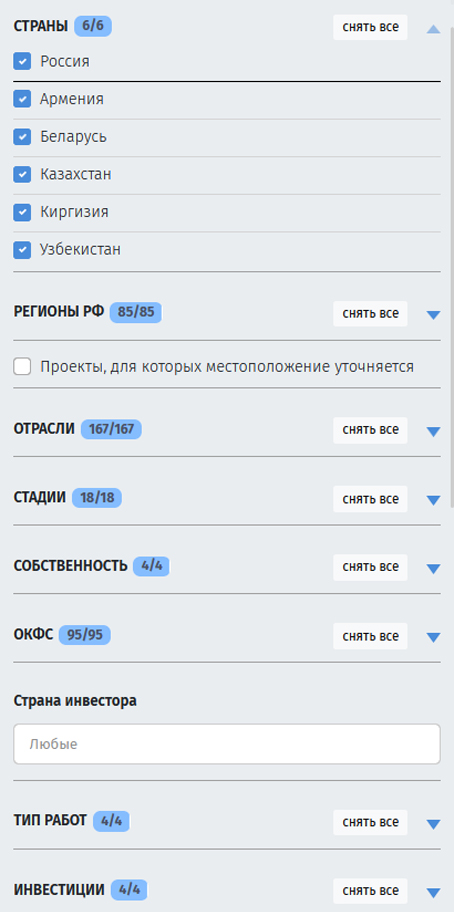 СТРАНЫ 6/6 снять все
Россия
Армения
Беларусь
Казахстан
Киргизия
Узбекистан
РЕГИОНЫ РФ 85/85 снять все
Проекты, для которых местоположение уточняется
ОТРАСЛИ 167/167 снять все
СТАДИИ 18/18 снять все
СОБСТВЕННОСТЬ 4/4 снять все
ОКФС 95/95 снять все
Страна инвестора
Любые
ТИП РАБОТ 4/4 снять все
ИНВЕСТИЦИИ 4/4 снять все